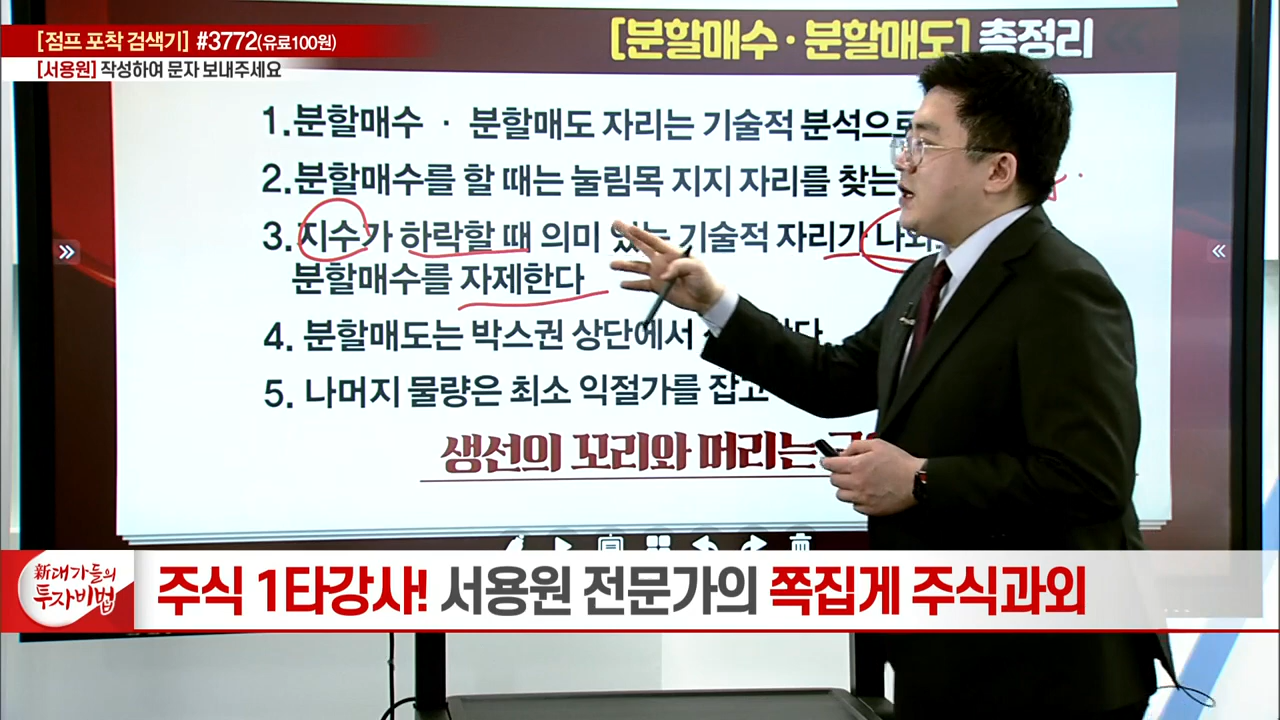 [점프 포착 검색기] #3772(유료100원)
[서용원] 작성하여 문자 보내주세요
[분할매수 · 분할매도] 총정리
1. 분할매수 · 분할매도 자리는 기술적 분석으로
2. 분할매수를 할 때는 눌림목 지지 자리를 찾는
3. 지수가 하락할 때 의미 있는 기술적 자리가
분할매수를 자제한다
4. 분할매도는 박스권 상단에서
5. 나머지 물량은 최소 익절가를 잡고
생선의 꼬리와 머리는
新대가들의
투자비법
주식 1타강사! 서용원 전문가의 쪽집게 주식과외